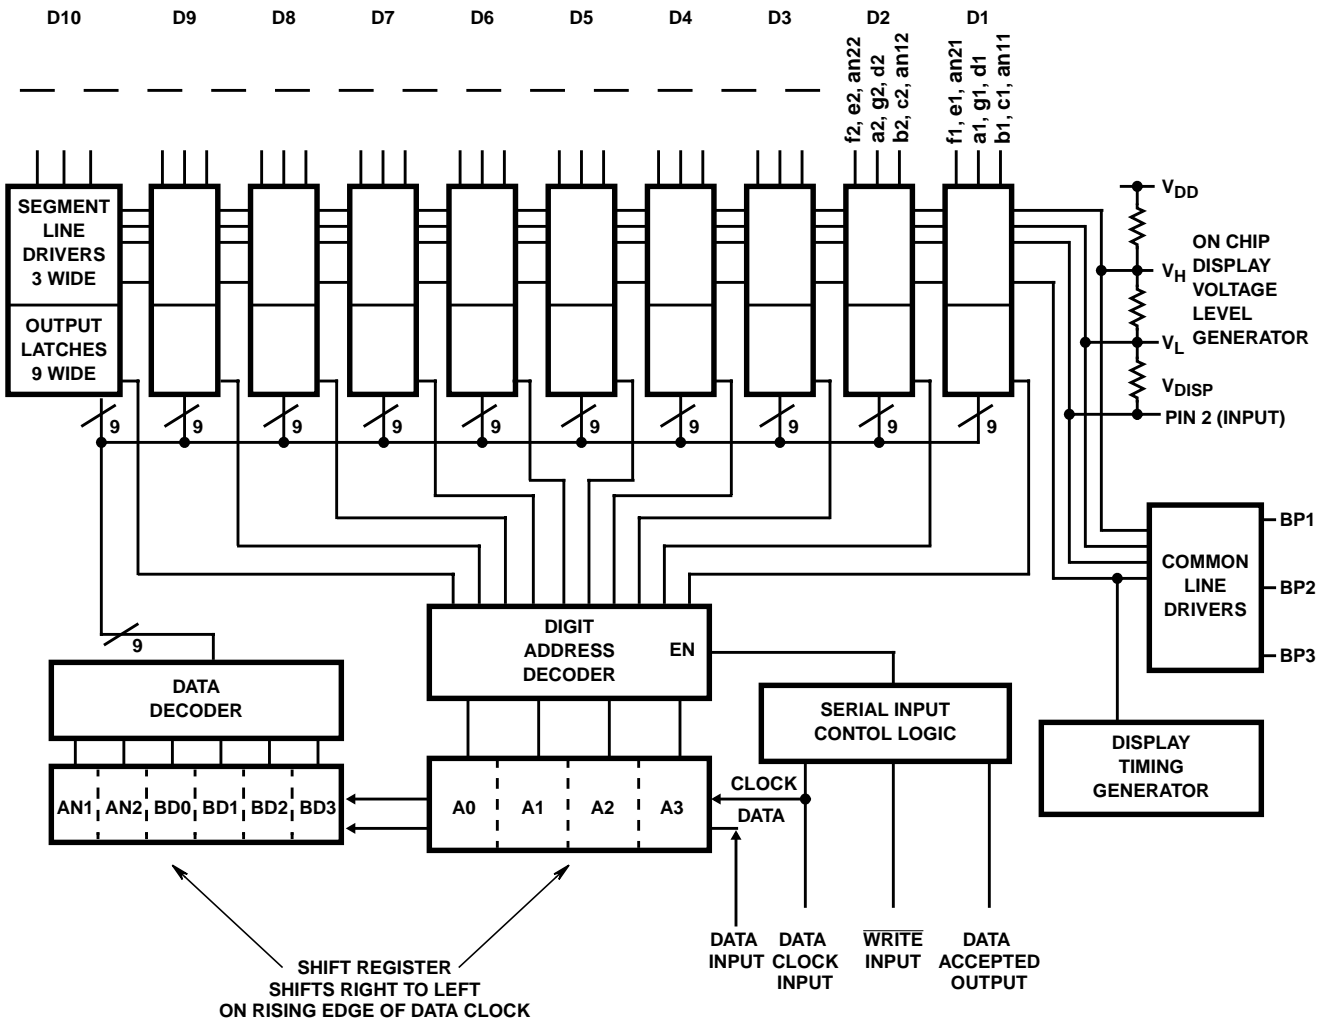 D10 D9 D8 D7 D6 D5 D4 D3 D2 D1
f2, e2, an22
a2, g2, d2
b2, c2, an12
f1, e1, an21
a1, g1, d1
b1, c1, an11
SEGMENT
LINE
DRIVERS
3 WIDE
OUTPUT
LATCHES
9 WIDE
VDD
VH
VL
VDISP
PIN 2 (INPUT)
ON CHIP
DISPLAY
VOLTAGE
LEVEL
GENERATOR
9 9 9 9 9 9 9 9 9 9
COMMON
LINE
DRIVERS
BP1
BP2
BP3
9
DIGIT
ADDRESS
DECODER
EN
DATA
DECODER
SERIAL INPUT
CONTOL LOGIC
DISPLAY
TIMING
GENERATOR
AN1 AN2 BD0 BD1 BD2 BD3
A0 A1 A2 A3
CLOCK
DATA
DATA
INPUT
DATA
CLOCK
INPUT
WRITE
INPUT
DATA
ACCEPTED
OUTPUT
SHIFT REGISTER
SHIFTS RIGHT TO LEFT
ON RISING EDGE OF DATA CLOCK